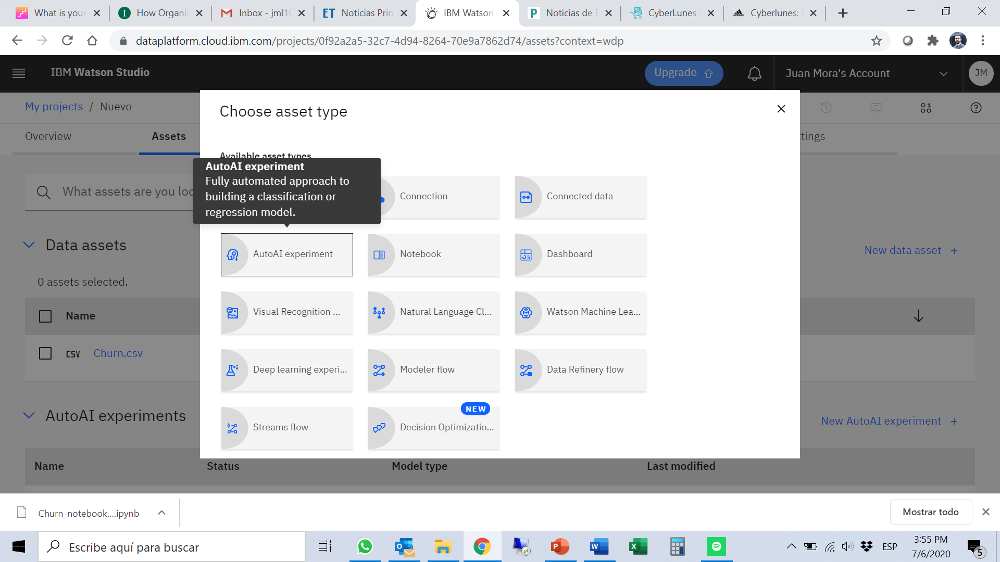 What is your
How Organis
Inbox - jml10
ET Noticias Prin
IBM Watson
P Noticias de E
CyberLunes 2
Cyberlunes: t
dataplatform.cloud.ibm.com/projects/0f92a2a5-32c7-4d94-8264-70e9a7862d74/assets?context=wdp
IBM Watson Studio
Upgrade
Juan Mora's Account
JM
My projects / Nuevo
Choose asset type
Overview
Assets
ttings
Available asset types
AutoAI experiment
Fully automated approach to
building a classification or
regression model.
What assets are you loo
Connection
Connected data
Data assets
New data asset +
AutoAI experiment
Notebook
Dashboard
0 assets selected.
Name
Visual Recognition ...
Natural Language Cl...
Watson Machine Lea...
CSV Churn.csv
Deep learning experi...
Modeler flow
Data Refinery flow
NEW
AutoAI experiments
New AutoAI experiment +
Streams flow
Decision Optimizatio...
Name
Status
Model type
Last modified
Churn_notebook....ipynb
Mostrar todo
Escribe aquí para buscar
ESP
3:55 PM
7/6/2020
5